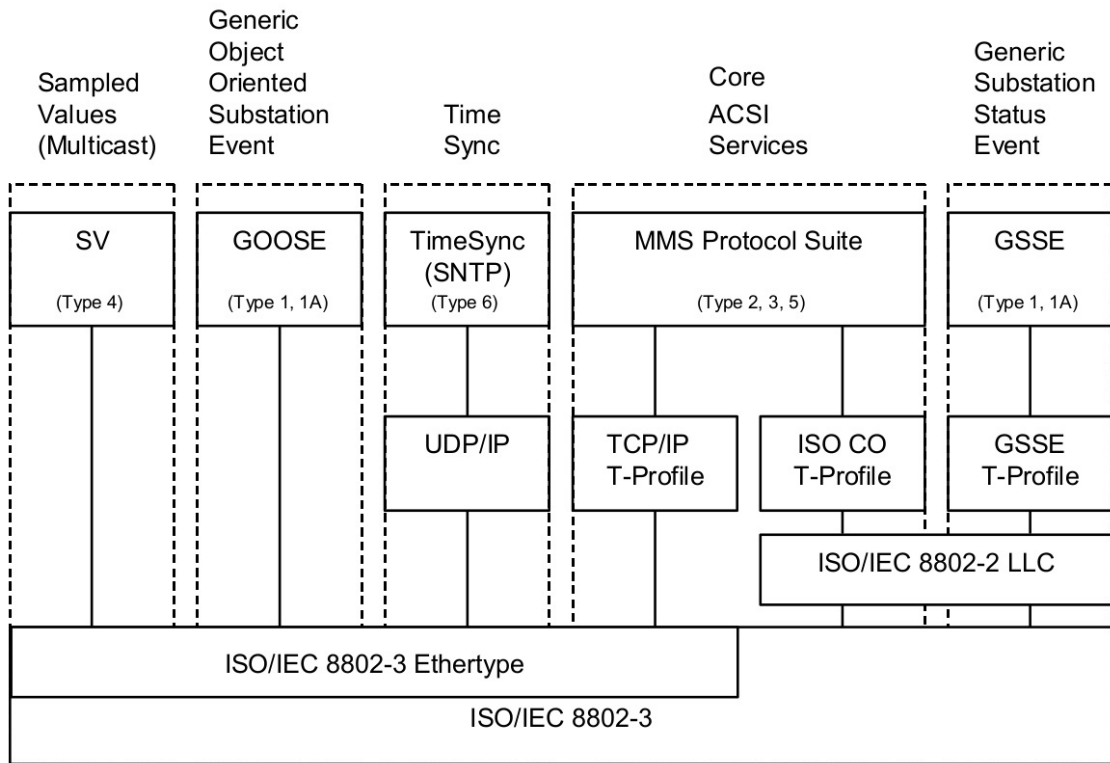 Sampled
Values
(Multicast)
Generic
Object
Oriented
Substation
Event
Time
Sync
Core
ACSI
Services
Generic
Substation
Status
Event
SV
(Type 4)
GOOSE
(Type 1, 1A)
TimeSync
(SNTP)
(Type 6)
MMS Protocol Suite
(Type 2, 3, 5)
GSSE
(Type 1, 1A)
UDP/IP
TCP/IP
T-Profile
ISO CO
T-Profile
GSSE
T-Profile
ISO/IEC 8802-2 LLC
ISO/IEC 8802-3 Ethertype
ISO/IEC 8802-3